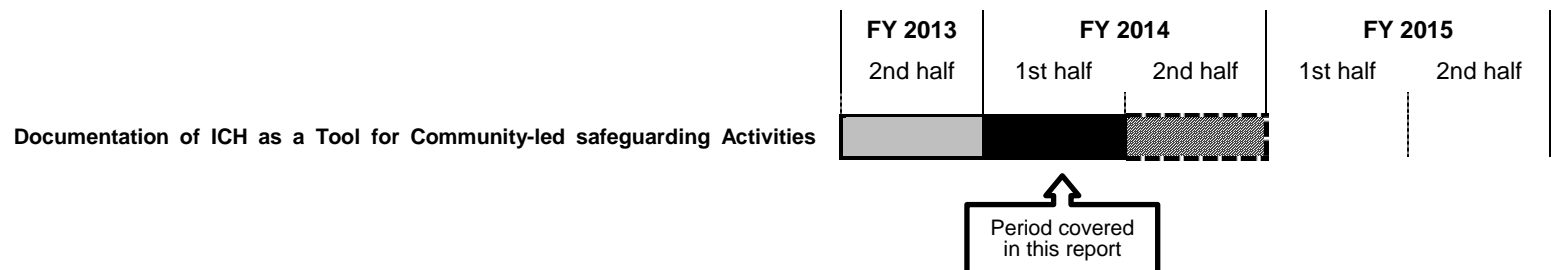 FY 2013 FY 2014 FY 2015
2nd half 1st half 2nd half 1st half 2nd half
Documentation of ICH as a Tool for Community-led safeguarding Activities
Period covered
in this report